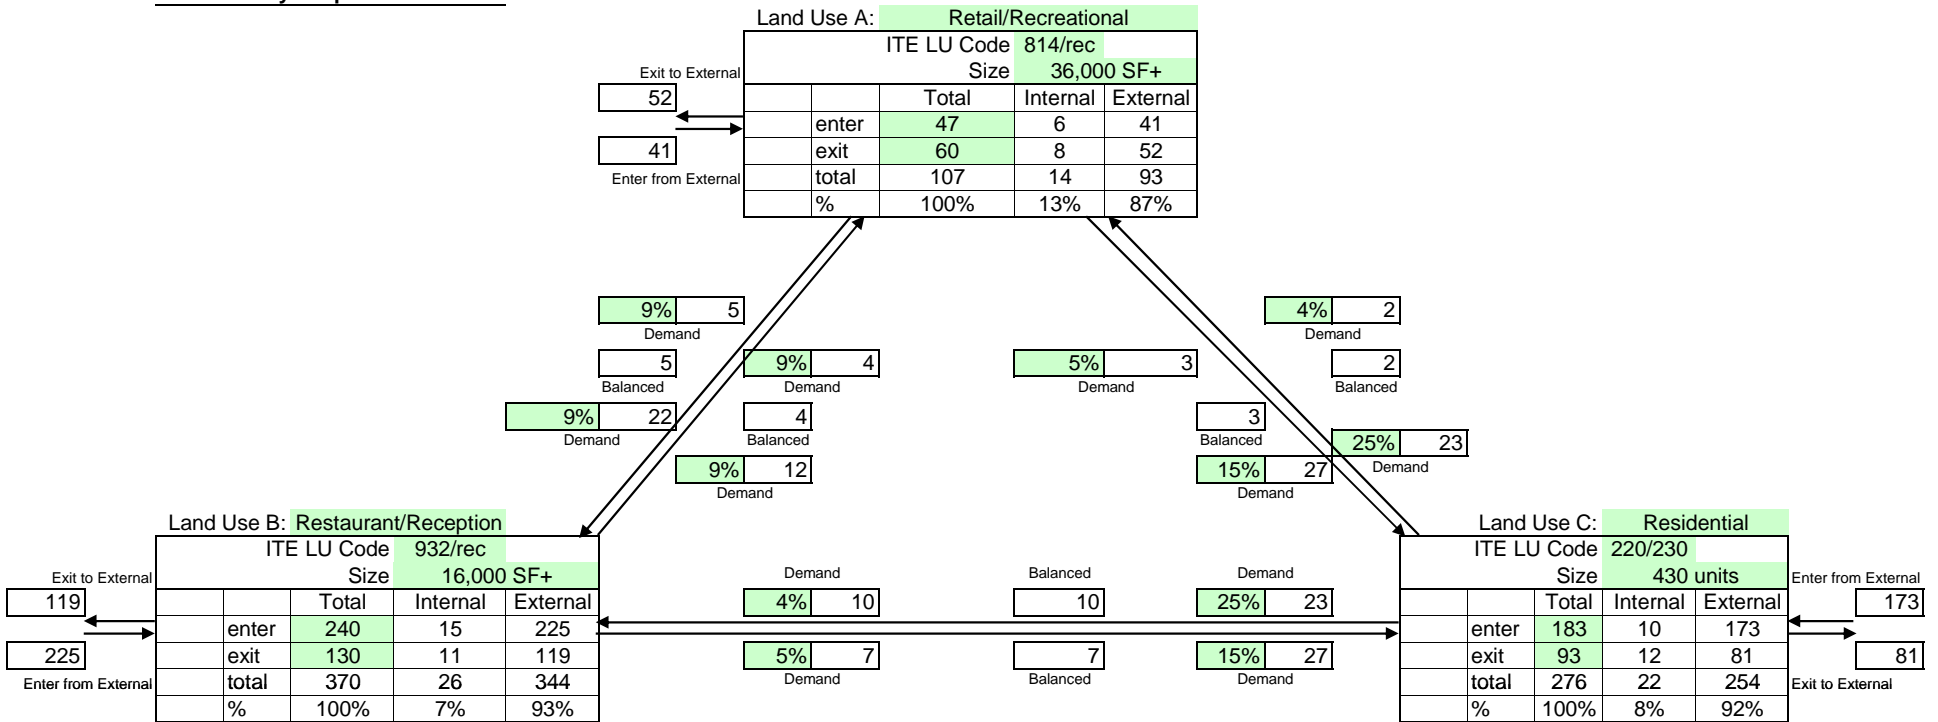 Land Use A: Retail/Recreational
ITE LU Code 814/rec
Exit to External Size 36,000 SF+
52 Total Internal External
enter 47 6 41
41 exit 60 8 52
Enter from External total 107 14 93
% 100% 13% 87%
9% 5 4% 2
Demand Demand
5 9% 4 5% 3 2
Balanced Demand Demand Balanced
9% 22 4 3
Demand Balanced Balanced 25% 23
9% 12 15% 27 Demand
Demand Demand
Land Use B: Restaurant/Reception Land Use C: Residential
ITE LU Code 932/rec ITE LU Code 220/230
Exit to External Size 16,000 SF+ Demand Balanced Demand Size 430 units Enter from External
119 Total Internal External 4% 10 10 25% 23 Total Internal External 173
enter 240 15 225 enter 183 10 173
225 exit 130 11 119 5% 7 7 15% 27 exit 93 12 81 81
Enter from External total 370 26 344 Demand Balanced Demand total 276 22 254 Exit to External
% 100% 7% 93% % 100% 8% 92%